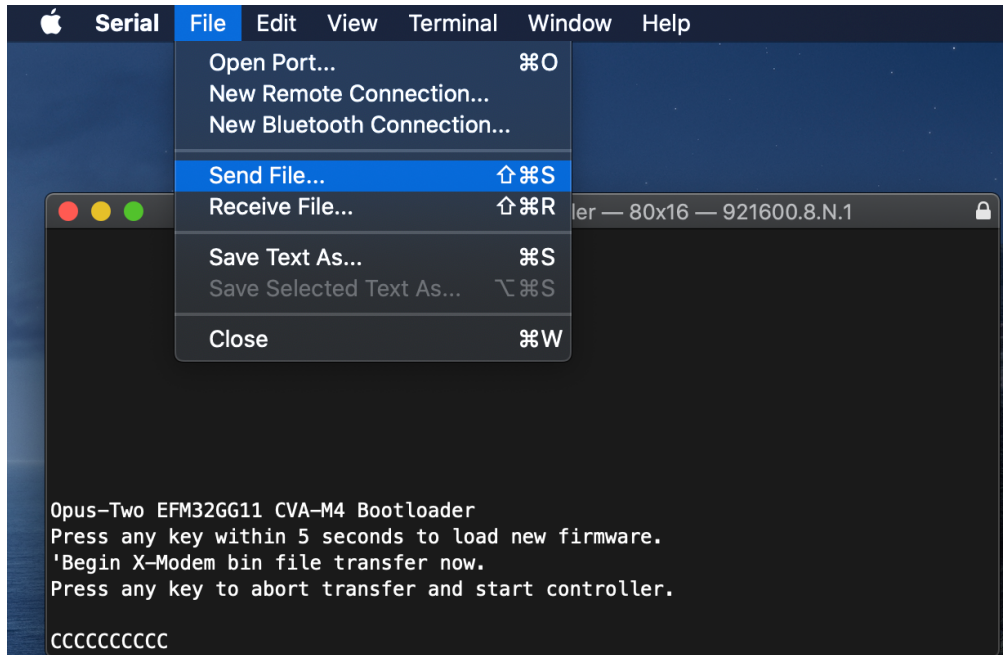 Serial File Edit View Terminal Window Help
Open Port... ⌘O
New Remote Connection...
New Bluetooth Connection...
Send File... ⇧⌘S
Receive File... ⇧⌘R
Save Text As... ⌘S
Save Selected Text As... ⌥⌘S
Close ⌘W
ler — 80x16 — 921600.8.N.1
Opus-Two EFM32GG11 CVA-M4 Bootloader
Press any key within 5 seconds to load new firmware.
'Begin X-Modem bin file transfer now.
Press any key to abort transfer and start controller.
CCCCCCCCCC